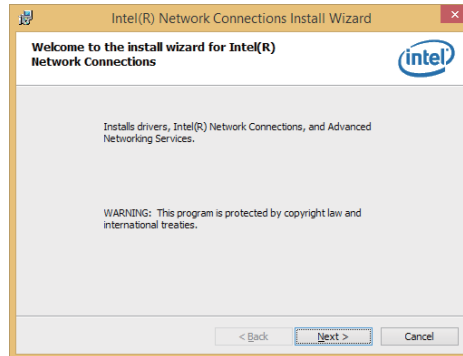 Intel(R) Network Connections Install Wizard
Welcome to the install wizard for Intel(R)
Network Connections
intel
Installs drivers, Intel(R) Network Connections, and Advanced
Networking Services.
WARNING: This program is protected by copyright law and
international treaties.
< Back
Next >
Cancel